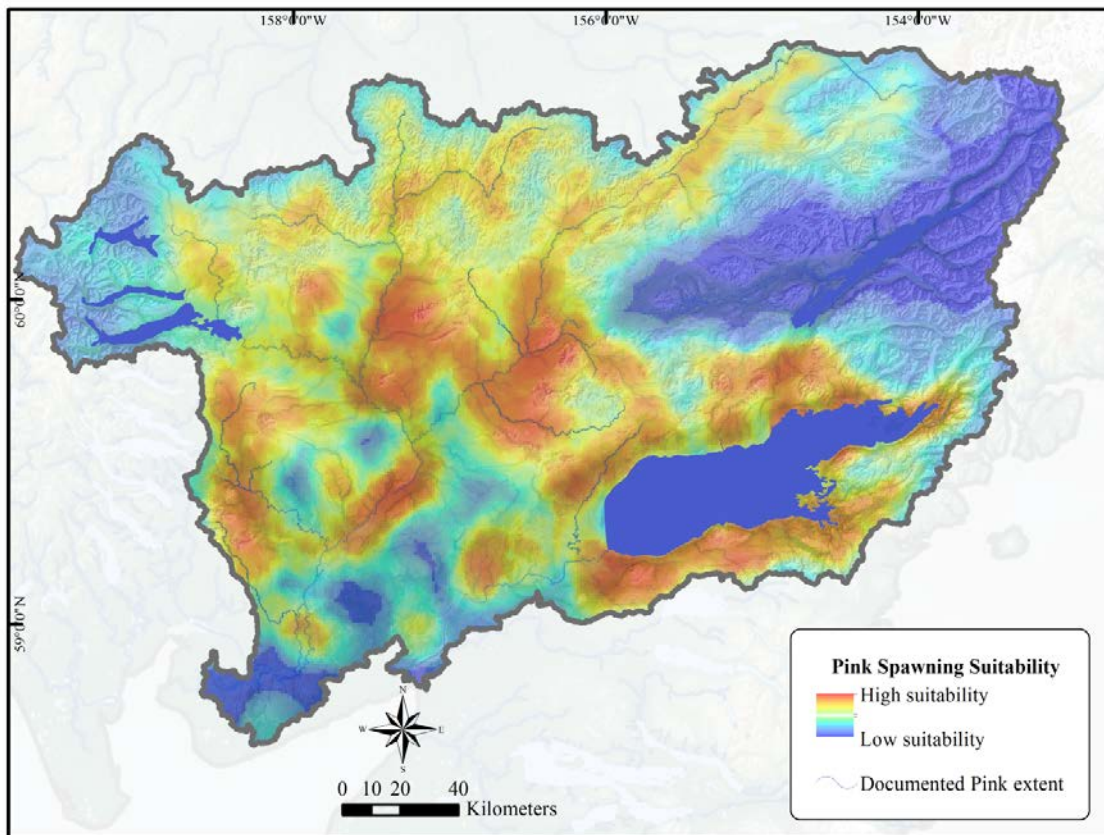 158°0'0"W
156°0'0"W
154°0'0"W
60°0'0"N
59°0'0"N
N
W
E
S
0 10 20 40
Kilometers
Pink Spawning Suitability
High suitability
Low suitability
Documented Pink extent